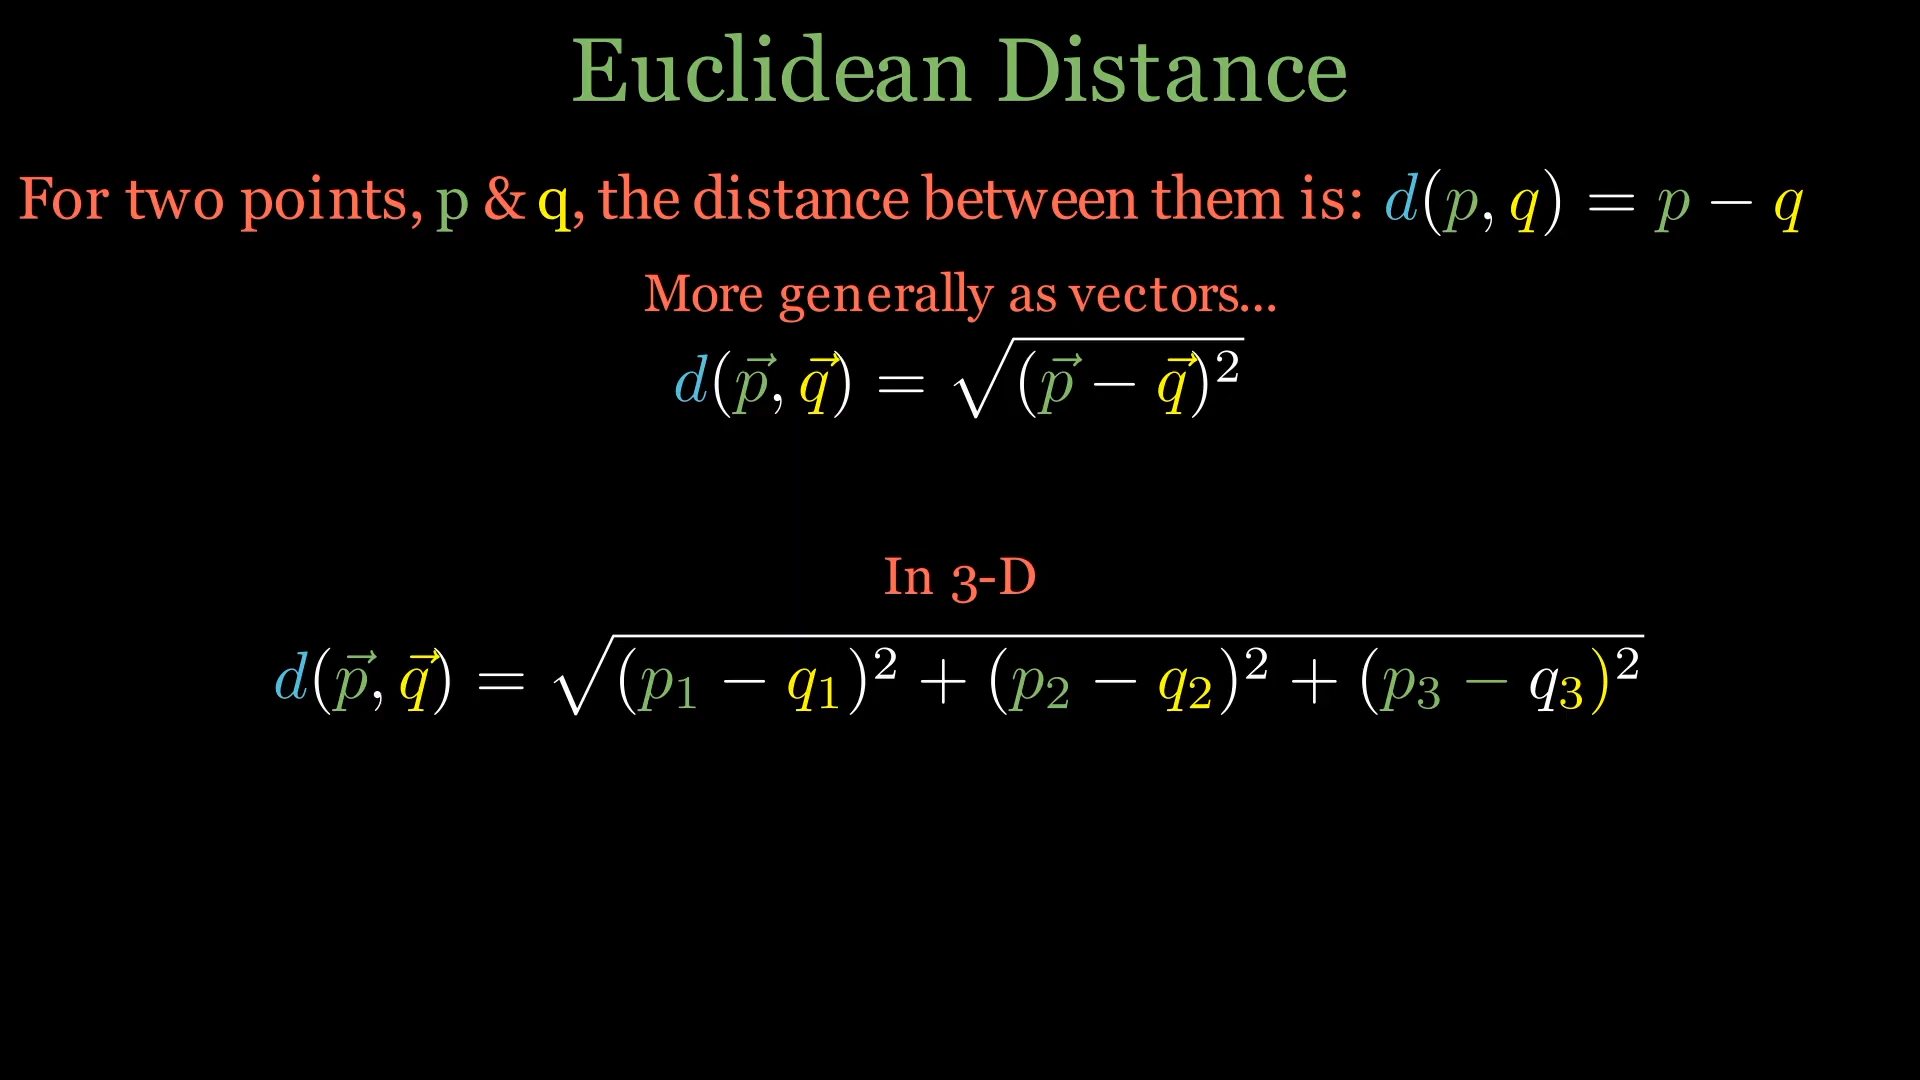 Euclidean Distance
For two points, p & q, the distance between them is: d(p, q) = p − q
More generally as vectors...
d(p⃗, q⃗) = √(p⃗ − q⃗)²
In 3-D
d(p⃗, q⃗) = √(p₁ − q₁)² + (p₂ − q₂)² + (p₃ − q₃)²